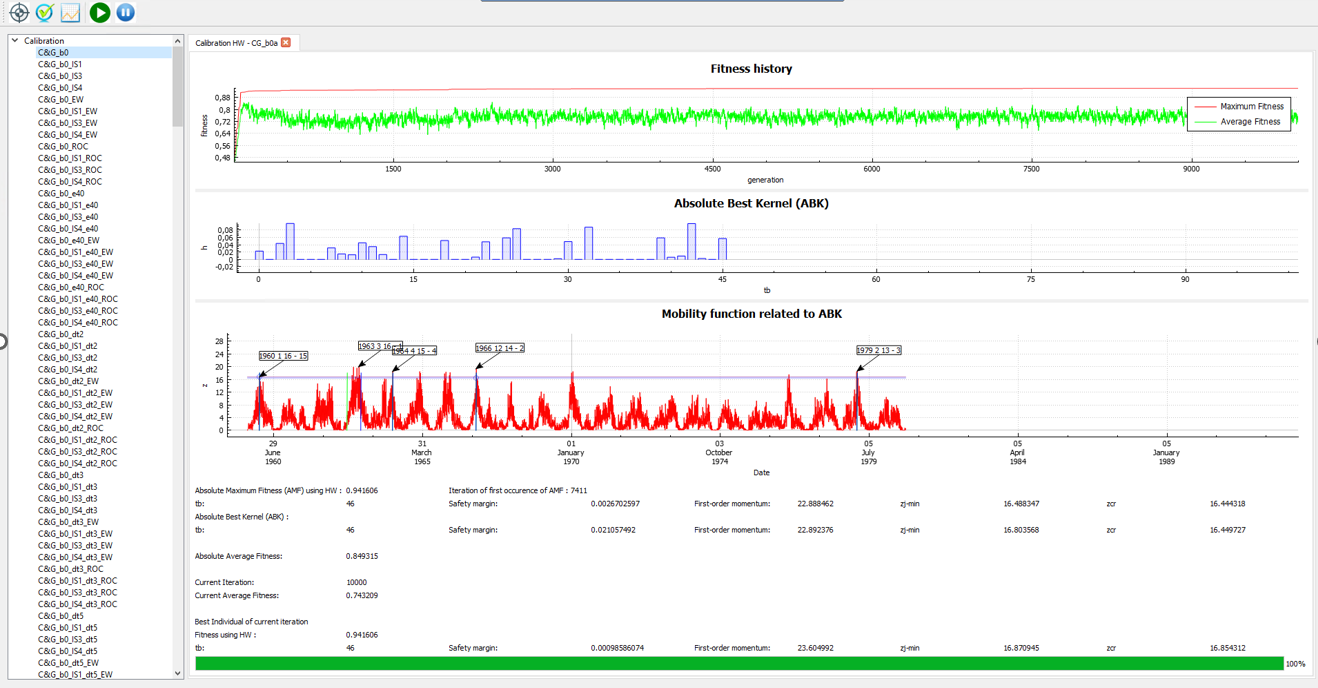 Calibration
C&G_b0
C&G_b0_IS1
C&G_b0_IS3
C&G_b0_IS4
C&G_b0_EW
C&G_b0_IS1_EW
C&G_b0_IS3_EW
C&G_b0_IS4_EW
C&G_b0_ROC
C&G_b0_IS1_ROC
C&G_b0_IS3_ROC
C&G_b0_IS4_ROC
C&G_b0_e40
C&G_b0_IS1_e40
C&G_b0_IS3_e40
C&G_b0_IS4_e40
C&G_b0_e40_EW
C&G_b0_IS1_e40_EW
C&G_b0_IS3_e40_EW
C&G_b0_IS4_e40_EW
C&G_b0_e40_ROC
C&G_b0_IS1_e40_ROC
C&G_b0_IS3_e40_ROC
C&G_b0_IS4_e40_ROC
C&G_b0_dt2
C&G_b0_IS1_dt2
C&G_b0_IS3_dt2
C&G_b0_IS4_dt2
C&G_b0_dt2_EW
C&G_b0_IS1_dt2_EW
C&G_b0_IS3_dt2_EW
C&G_b0_IS4_dt2_EW
C&G_b0_dt2_ROC
C&G_b0_IS1_dt2_ROC
C&G_b0_IS3_dt2_ROC
C&G_b0_IS4_dt2_ROC
C&G_b0_dt3
C&G_b0_IS1_dt3
C&G_b0_IS3_dt3
C&G_b0_IS4_dt3
C&G_b0_dt3_EW
C&G_b0_IS1_dt3_EW
C&G_b0_IS3_dt3_EW
C&G_b0_IS4_dt3_EW
C&G_b0_dt3_ROC
C&G_b0_IS1_dt3_ROC
C&G_b0_IS3_dt3_ROC
C&G_b0_IS4_dt3_ROC
C&G_b0_dt5
C&G_b0_IS1_dt5
C&G_b0_IS3_dt5
C&G_b0_IS4_dt5
C&G_b0_dt5_EW
C&G_b0_IS1_dt5_EW
Calibration HW - CG_b0a
Fitness history
fitness
0,88
0,8
0,72
0,64
0,56
0,48
Maximum Fitness
Average Fitness
1500 3000 4500 6000 7500 9000
generation
Absolute Best Kernel (ABK)
h
0,08
0,06
0,04
0,02
0
-0,02
0 15 30 45 60 75 90
tb
Mobility function related to ABK
z
28
24
20
16
12
8
4
0
1960 1 16 - 15
1963 3 16 - 1
1964 4 15 - 4
1966 12 14 - 2
1979 2 13 - 3
29 31 01 03 05 05 05
June March January October July April January
1960 1965 1970 1974 1979 1984 1989
Date
Absolute Maximum Fitness (AMF) using HW : 0.941606 Iteration of first occurence of AMF : 7411
tb: 46 Safety margin: 0.0026702597 First-order momentum: 22.888462 zj-min 16.488347 zcr 16.444318
Absolute Best Kernel (ABK) :
tb: 46 Safety margin: 0.021057492 First-order momentum: 22.892376 zj-min 16.803568 zcr 16.449727
Absolute Average Fitness: 0.849315
Current Iteration: 10000
Current Average Fitness: 0.743209
Best Individual of current iteration
Fitness using HW : 0.941606
tb: 46 Safety margin: 0.00098586074 First-order momentum: 23.604992 zj-min 16.870945 zcr 16.854312
100%